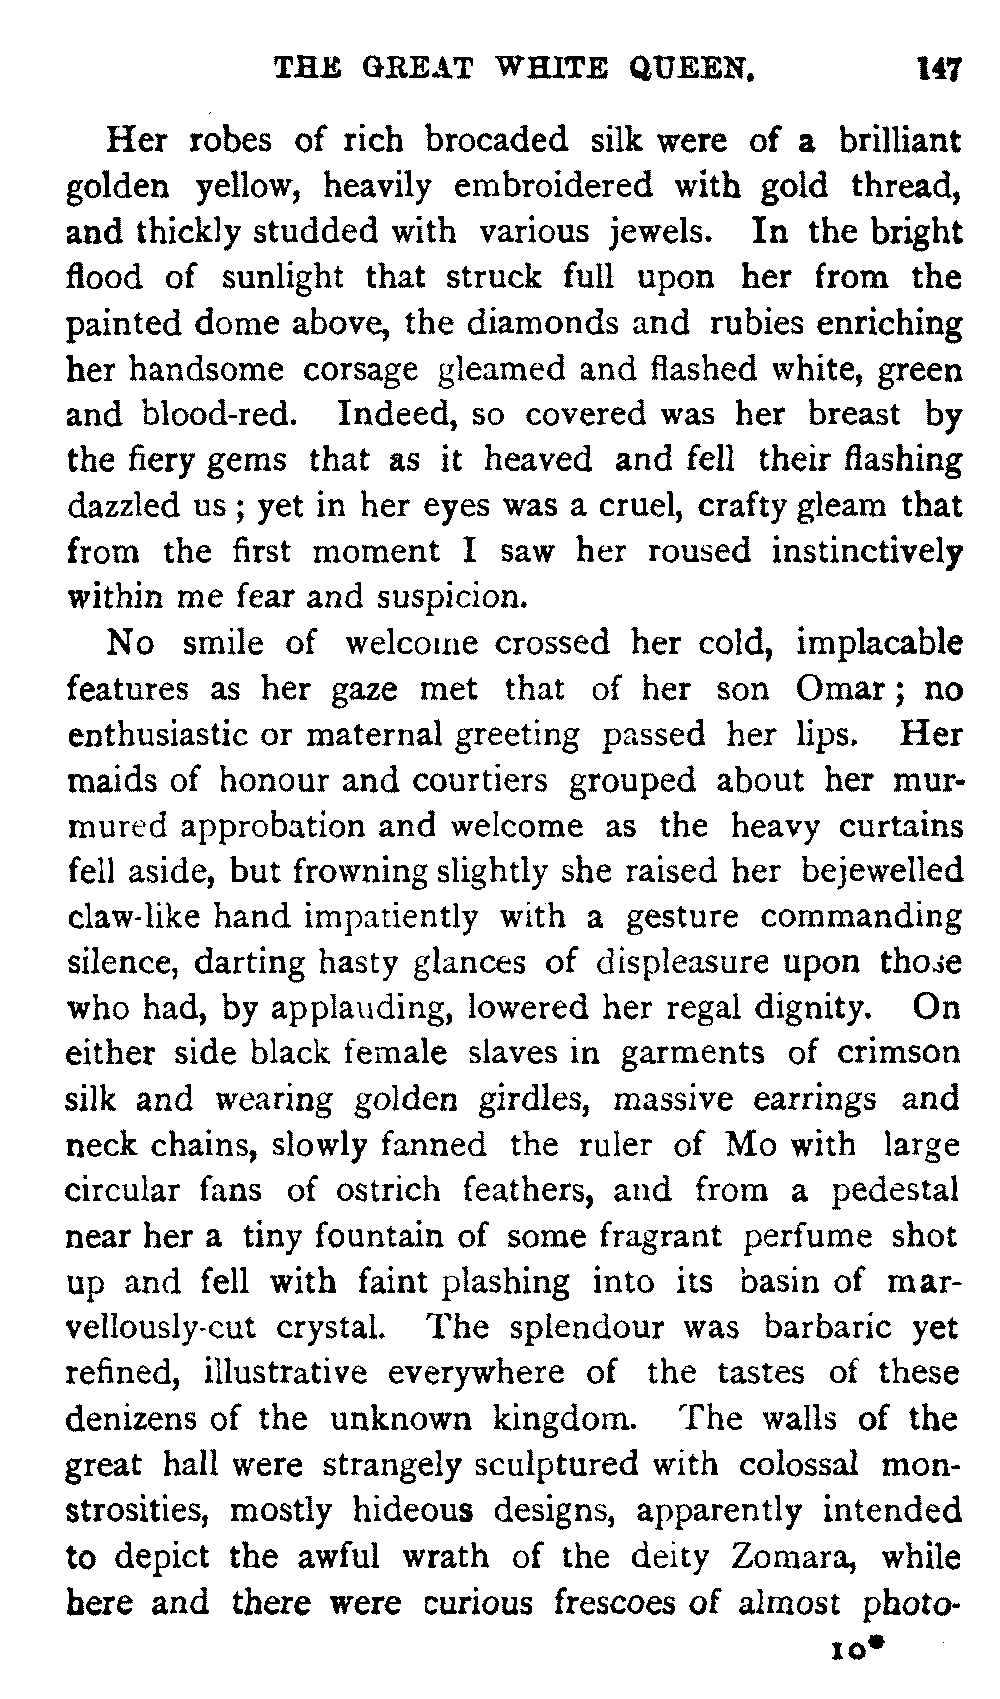 THE GREAT WHITE QUEEN. 147
Her robes of rich brocaded silk were of a brilliant
golden yellow, heavily embroidered with gold thread,
and thickly studded with various jewels. In the bright
flood of sunlight that struck full upon her from the
painted dome above, the diamonds and rubies enriching
her handsome corsage gleamed and flashed white, green
and blood-red. Indeed, so covered was her breast by
the fiery gems that as it heaved and fell their flashing
dazzled us ; yet in her eyes was a cruel, crafty gleam that
from the first moment I saw her roused instinctively
within me fear and suspicion.
No smile of welcome crossed her cold, implacable
features as her gaze met that of her son Omar ; no
enthusiastic or maternal greeting passed her lips. Her
maids of honour and courtiers grouped about her mur-
mured approbation and welcome as the heavy curtains
fell aside, but frowning slightly she raised her bejewelled
claw-like hand impatiently with a gesture commanding
silence, darting hasty glances of displeasure upon those
who had, by applauding, lowered her regal dignity. On
either side black female slaves in garments of crimson
silk and wearing golden girdles, massive earrings and
neck chains, slowly fanned the ruler of Mo with large
circular fans of ostrich feathers, and from a pedestal
near her a tiny fountain of some fragrant perfume shot
up and fell with faint plashing into its basin of mar-
vellously-cut crystal. The splendour was barbaric yet
refined, illustrative everywhere of the tastes of these
denizens of the unknown kingdom. The walls of the
great hall were strangely sculptured with colossal mon-
strosities, mostly hideous designs, apparently intended
to depict the awful wrath of the deity Zomara, while
here and there were curious frescoes of almost photo-
10*